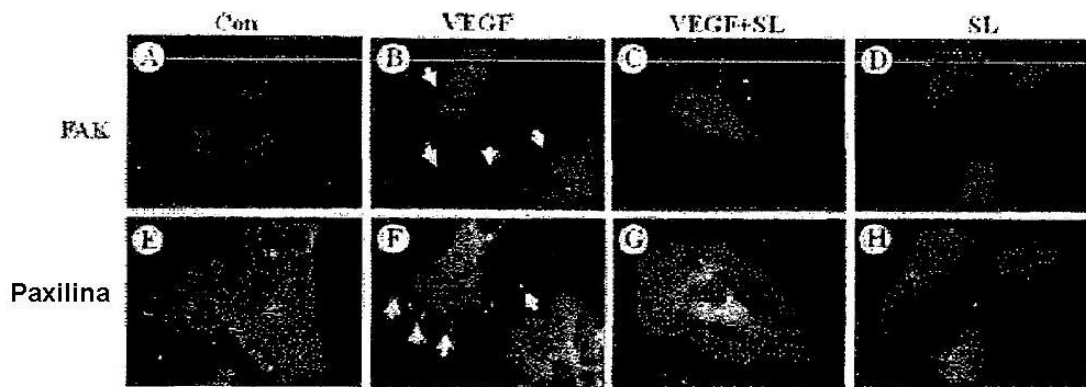 Con VEGF VEGF+SL SL
A B C D
FAK
E F G H
Paxilina